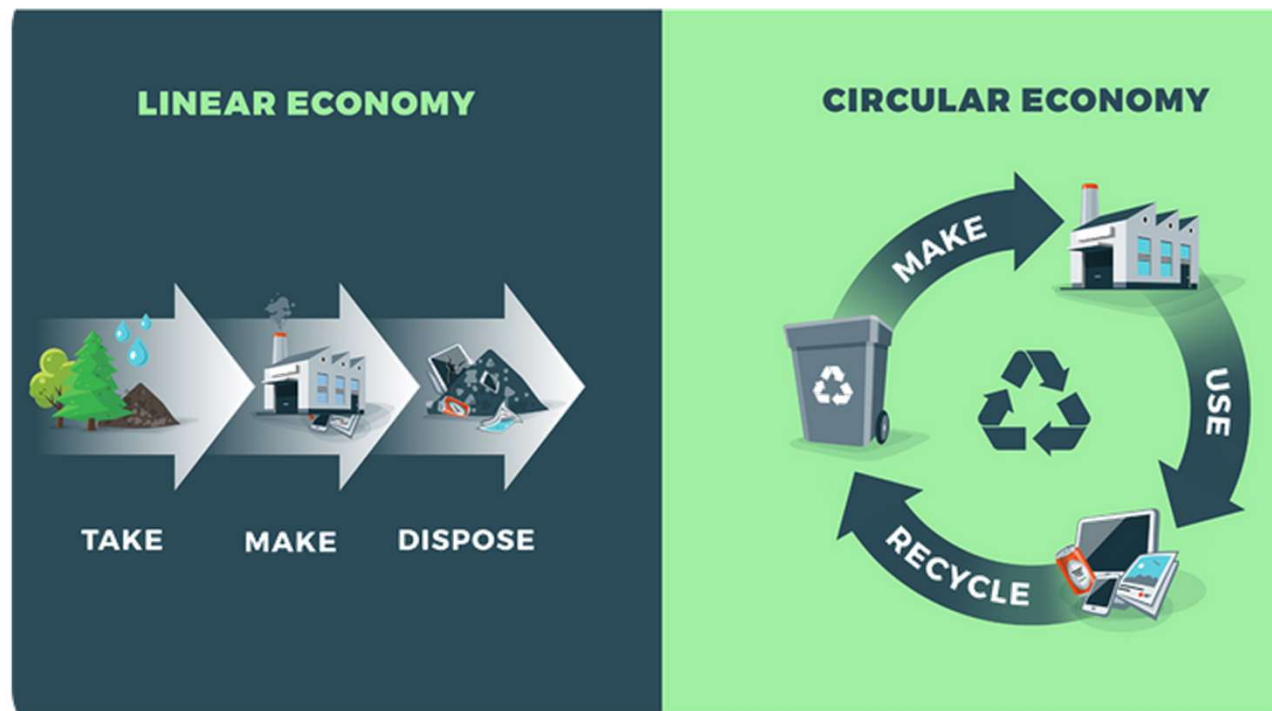 LINEAR ECONOMY
TAKE
MAKE
DISPOSE
CIRCULAR ECONOMY
MAKE
USE
RECYCLE